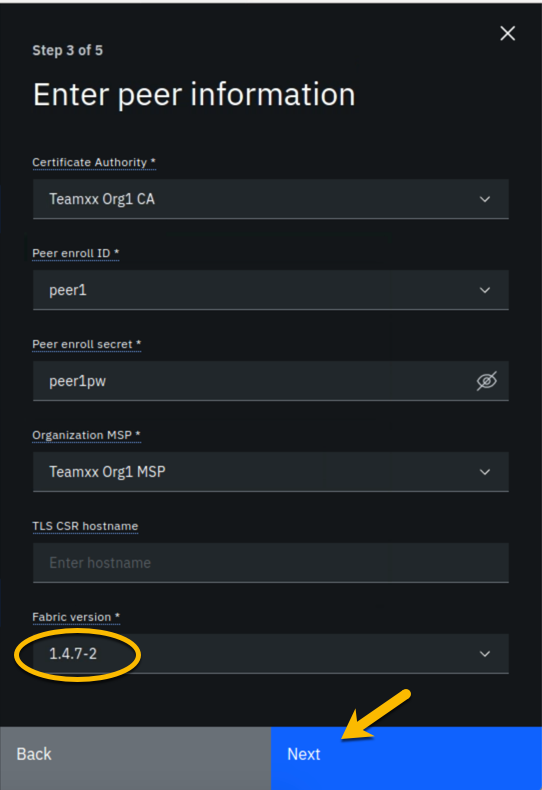 Step 3 of 5
Enter peer information
Certificate Authority *
Teamxx Org1 CA
Peer enroll ID *
peer1
Peer enroll secret *
peer1pw
Organization MSP *
Teamxx Org1 MSP
TLS CSR hostname
Enter hostname
Fabric version *
1.4.7-2
Back
Next